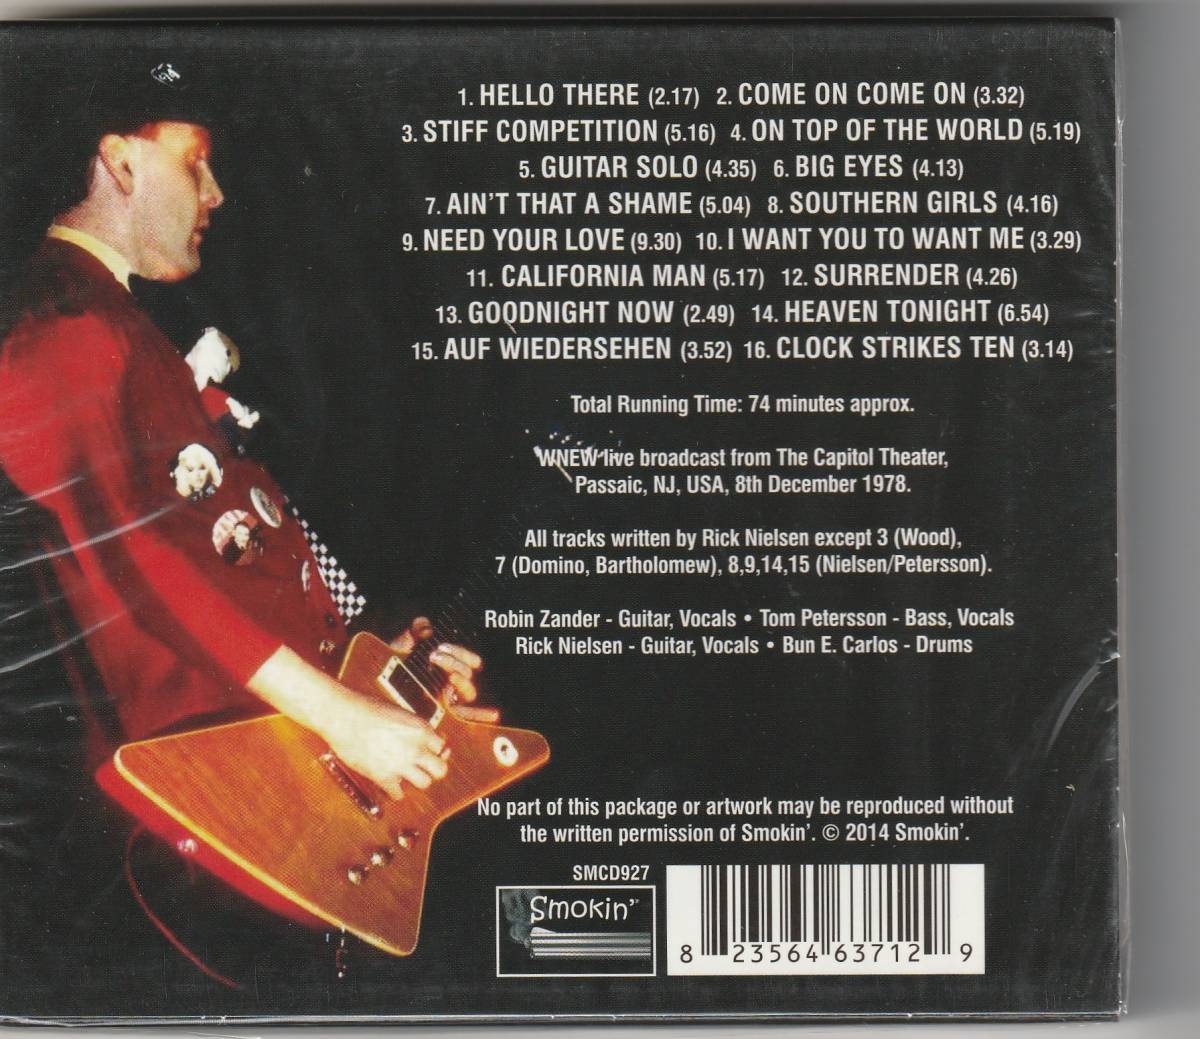 1. HELLO THERE (2.17) 2. COME ON COME ON (3.32)
3. STIFF COMPETITION (5.16) 4. ON TOP OF THE WORLD (5.19)
5. GUITAR SOLO (4.35) 6. BIG EYES (4.13)
7. AIN'T THAT A SHAME (5.04) 8. SOUTHERN GIRLS (4.16)
9. NEED YOUR LOVE (9.30) 10. I WANT YOU TO WANT ME (3.29)
11. CALIFORNIA MAN (5.17) 12. SURRENDER (4.26)
13. GOODNIGHT NOW (2.49) 14. HEAVEN TONIGHT (6.54)
15. AUF WIEDERSEHEN (3.52) 16. CLOCK STRIKES TEN (3.14)
Total Running Time: 74 minutes approx.
WNEW live broadcast from The Capitol Theater,
Passaic, NJ, USA, 8th December 1978.
All tracks written by Rick Nielsen except 3 (Wood),
7 (Domino, Bartholomew), 8,9,14,15 (Nielsen/Petersson).
Robin Zander - Guitar, Vocals • Tom Petersson - Bass, Vocals
Rick Nielsen - Guitar, Vocals • Bun E. Carlos - Drums
No part of this package or artwork may be reproduced without
the written permission of Smokin'. © 2014 Smokin'.
SMCD927
Smokin'
8 23564 63712 9